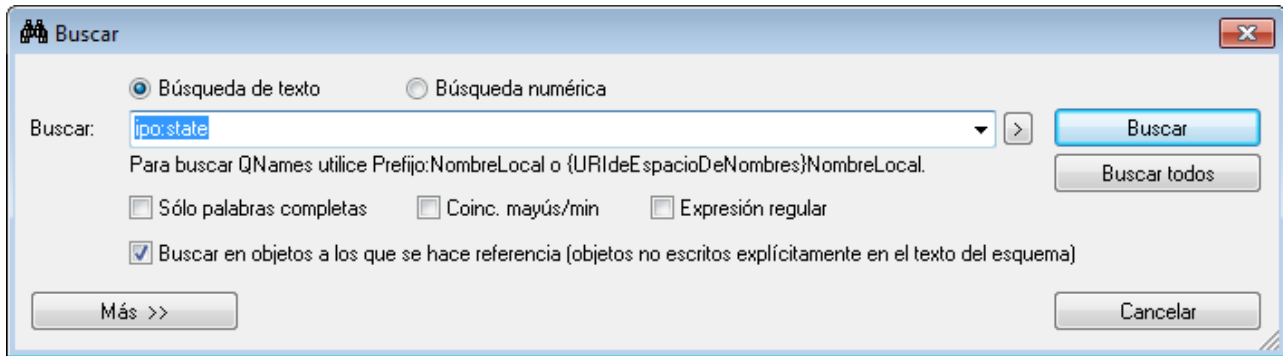 Buscar
Búsqueda de texto Búsqueda numérica
Buscar: ipo:state > Buscar
Para buscar QNames utilice Prefijo:NombreLocal o {URIdeEspacioDeNombres}NombreLocal.
Buscar todos
Sólo palabras completas Coinc. mayús/min Expresión regular
Buscar en objetos a los que se hace referencia (objetos no escritos explícitamente en el texto del esquema)
Más >> Cancelar